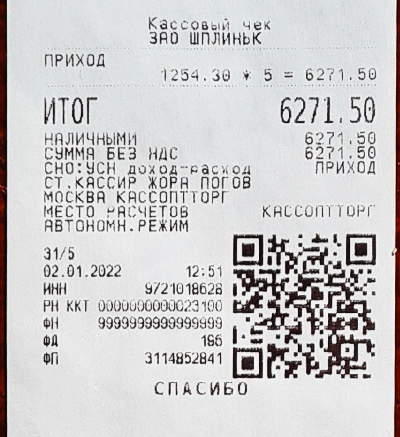 Кассовый чек
ЗАО ШПЛИНЬК
ПРИХОД
1254.30 * 5 = 6271.50
ИТОГ 6271.50
НАЛИЧНЫМИ 6271.50
СУММА БЕЗ НДС 6271.50
СНО:УСН доход-расход ПРИХОД
СТ.КАССИР ЖОРА ПОГОВ
МОСКВА КАССОПТТОРГ
МЕСТО РАСЧЕТОВ КАССОПТТОРГ
АВТОНОМН.РЕЖИМ
31/5
02.01.2022 12:51
ИНН 9721018628
РН ККТ 0000000000023100
ФН 9999999999999999
ФД 195
ФП 3114852841
СПАСИБО